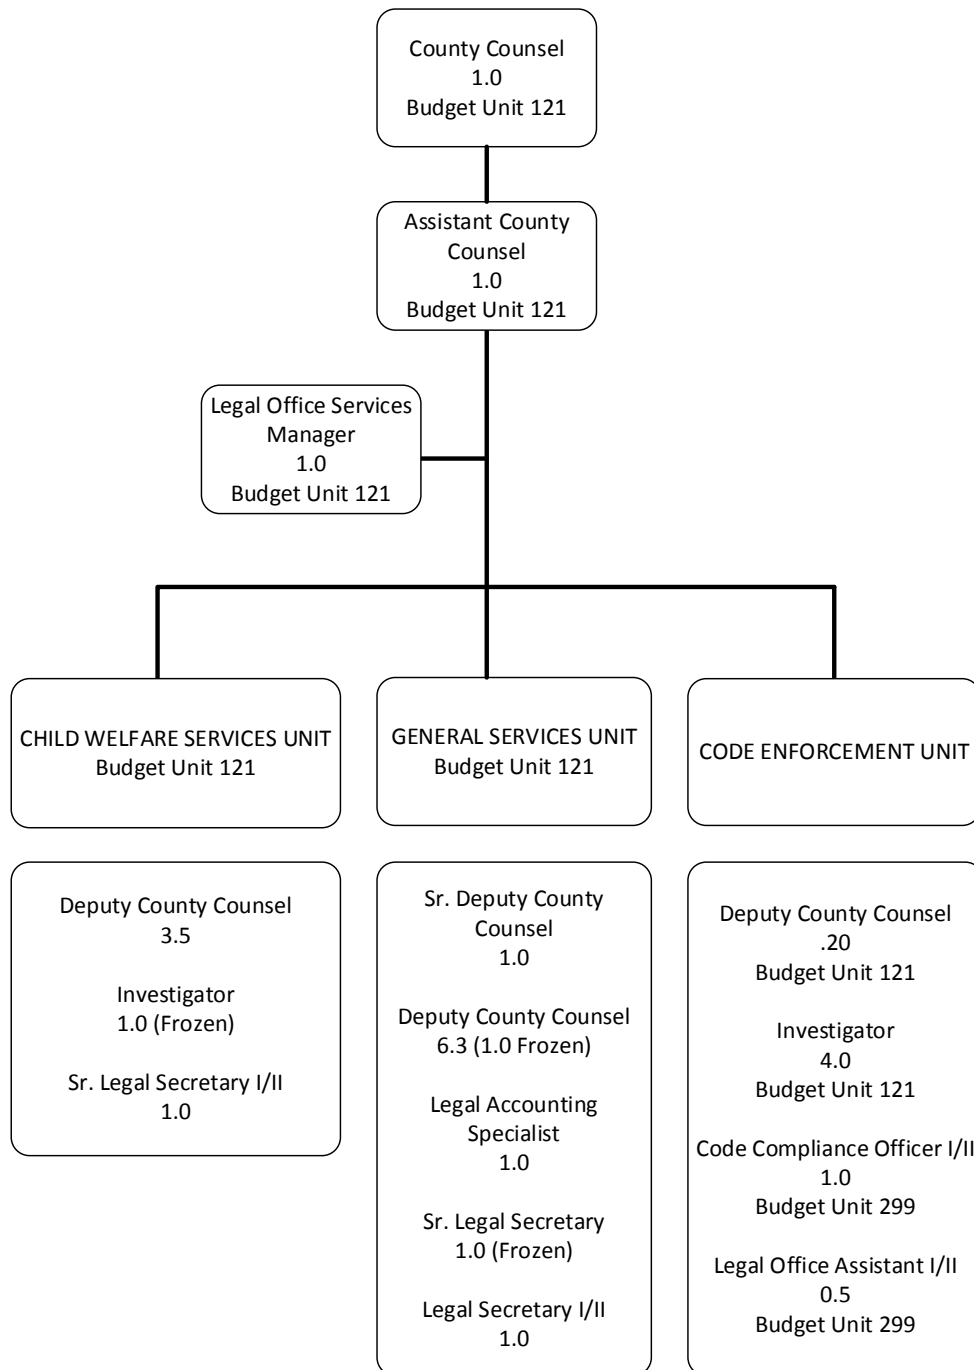 County Counsel
1.0
Budget Unit 121
Assistant County
Counsel
1.0
Budget Unit 121
Legal Office Services
Manager
1.0
Budget Unit 121
CHILD WELFARE SERVICES UNIT
Budget Unit 121
GENERAL SERVICES UNIT
Budget Unit 121
CODE ENFORCEMENT UNIT
Deputy County Counsel
3.5
Investigator
1.0 (Frozen)
Sr. Legal Secretary I/II
1.0
Sr. Deputy County
Counsel
1.0
Deputy County Counsel
6.3 (1.0 Frozen)
Legal Accounting
Specialist
1.0
Sr. Legal Secretary
1.0 (Frozen)
Legal Secretary I/II
1.0
Deputy County Counsel
.20
Budget Unit 121
Investigator
4.0
Budget Unit 121
Code Compliance Officer I/II
1.0
Budget Unit 299
Legal Office Assistant I/II
0.5
Budget Unit 299